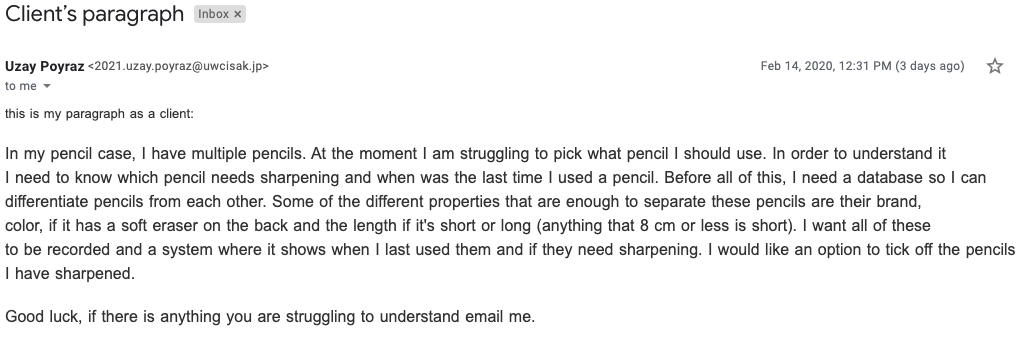 Client's paragraph Inbox ×
Uzay Poyraz <2021.uzay.poyraz@uwcisak.jp> Feb 14, 2020, 12:31 PM (3 days ago)
to me
this is my paragraph as a client:
In my pencil case, I have multiple pencils. At the moment I am struggling to pick what pencil I should use. In order to understand it
I need to know which pencil needs sharpening and when was the last time I used a pencil. Before all of this, I need a database so I can
differentiate pencils from each other. Some of the different properties that are enough to separate these pencils are their brand,
color, if it has a soft eraser on the back and the length if it's short or long (anything that 8 cm or less is short). I want all of these
to be recorded and a system where it shows when I last used them and if they need sharpening. I would like an option to tick off the pencils
I have sharpened.
Good luck, if there is anything you are struggling to understand email me.